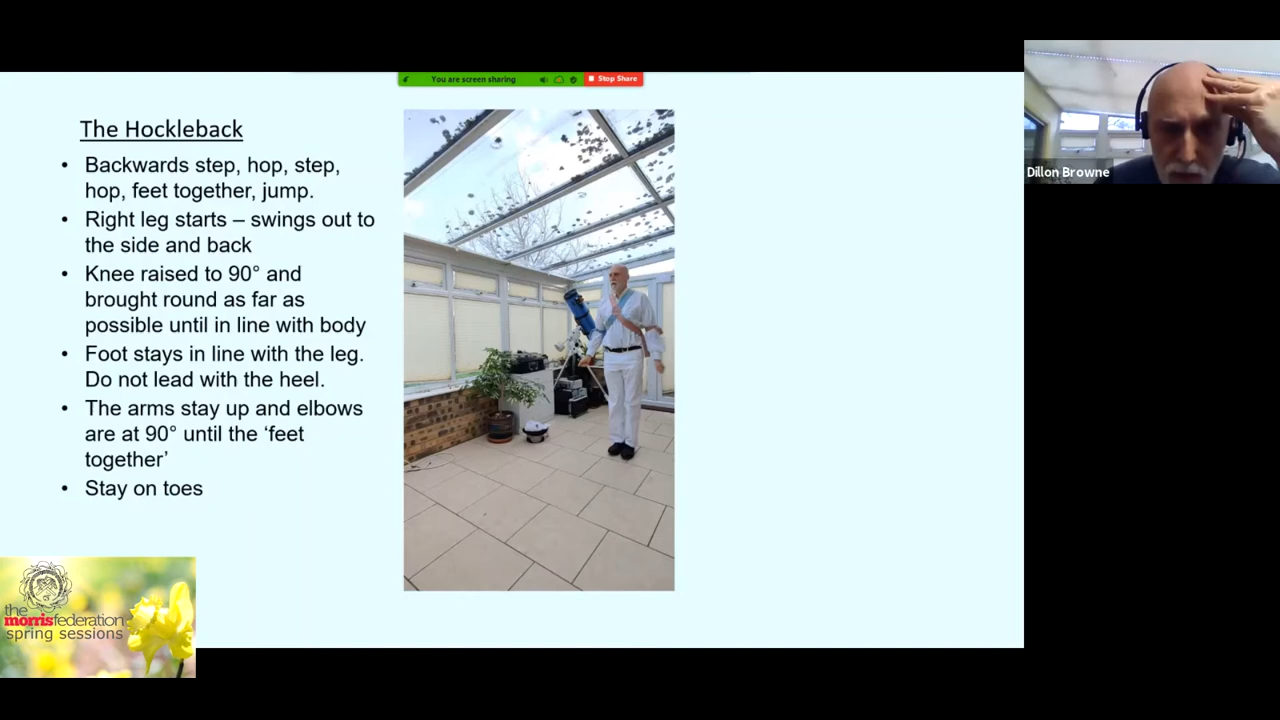 You are screen sharing
Stop Share
The Hockleback
• Backwards step, hop, step,
hop, feet together, jump.
• Right leg starts – swings out to
the side and back
• Knee raised to 90° and
brought round as far as
possible until in line with body
• Foot stays in line with the leg.
Do not lead with the heel.
• The arms stay up and elbows
are at 90° until the ‘feet
together’
• Stay on toes
Dillon Browne
the
morrisfederation
spring sessions